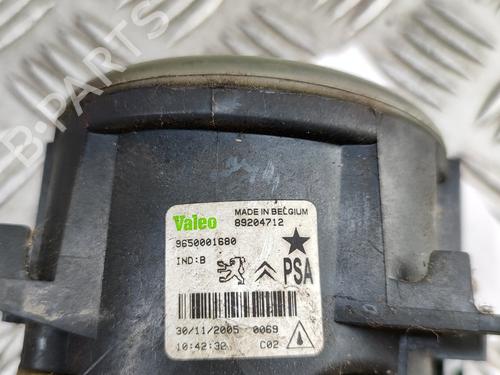 B-PARTS
Valeo
MADE IN BELGIUM
89204712
9650001680
IND:B
PSA
30/11/2005 0069
10:42:32 C02